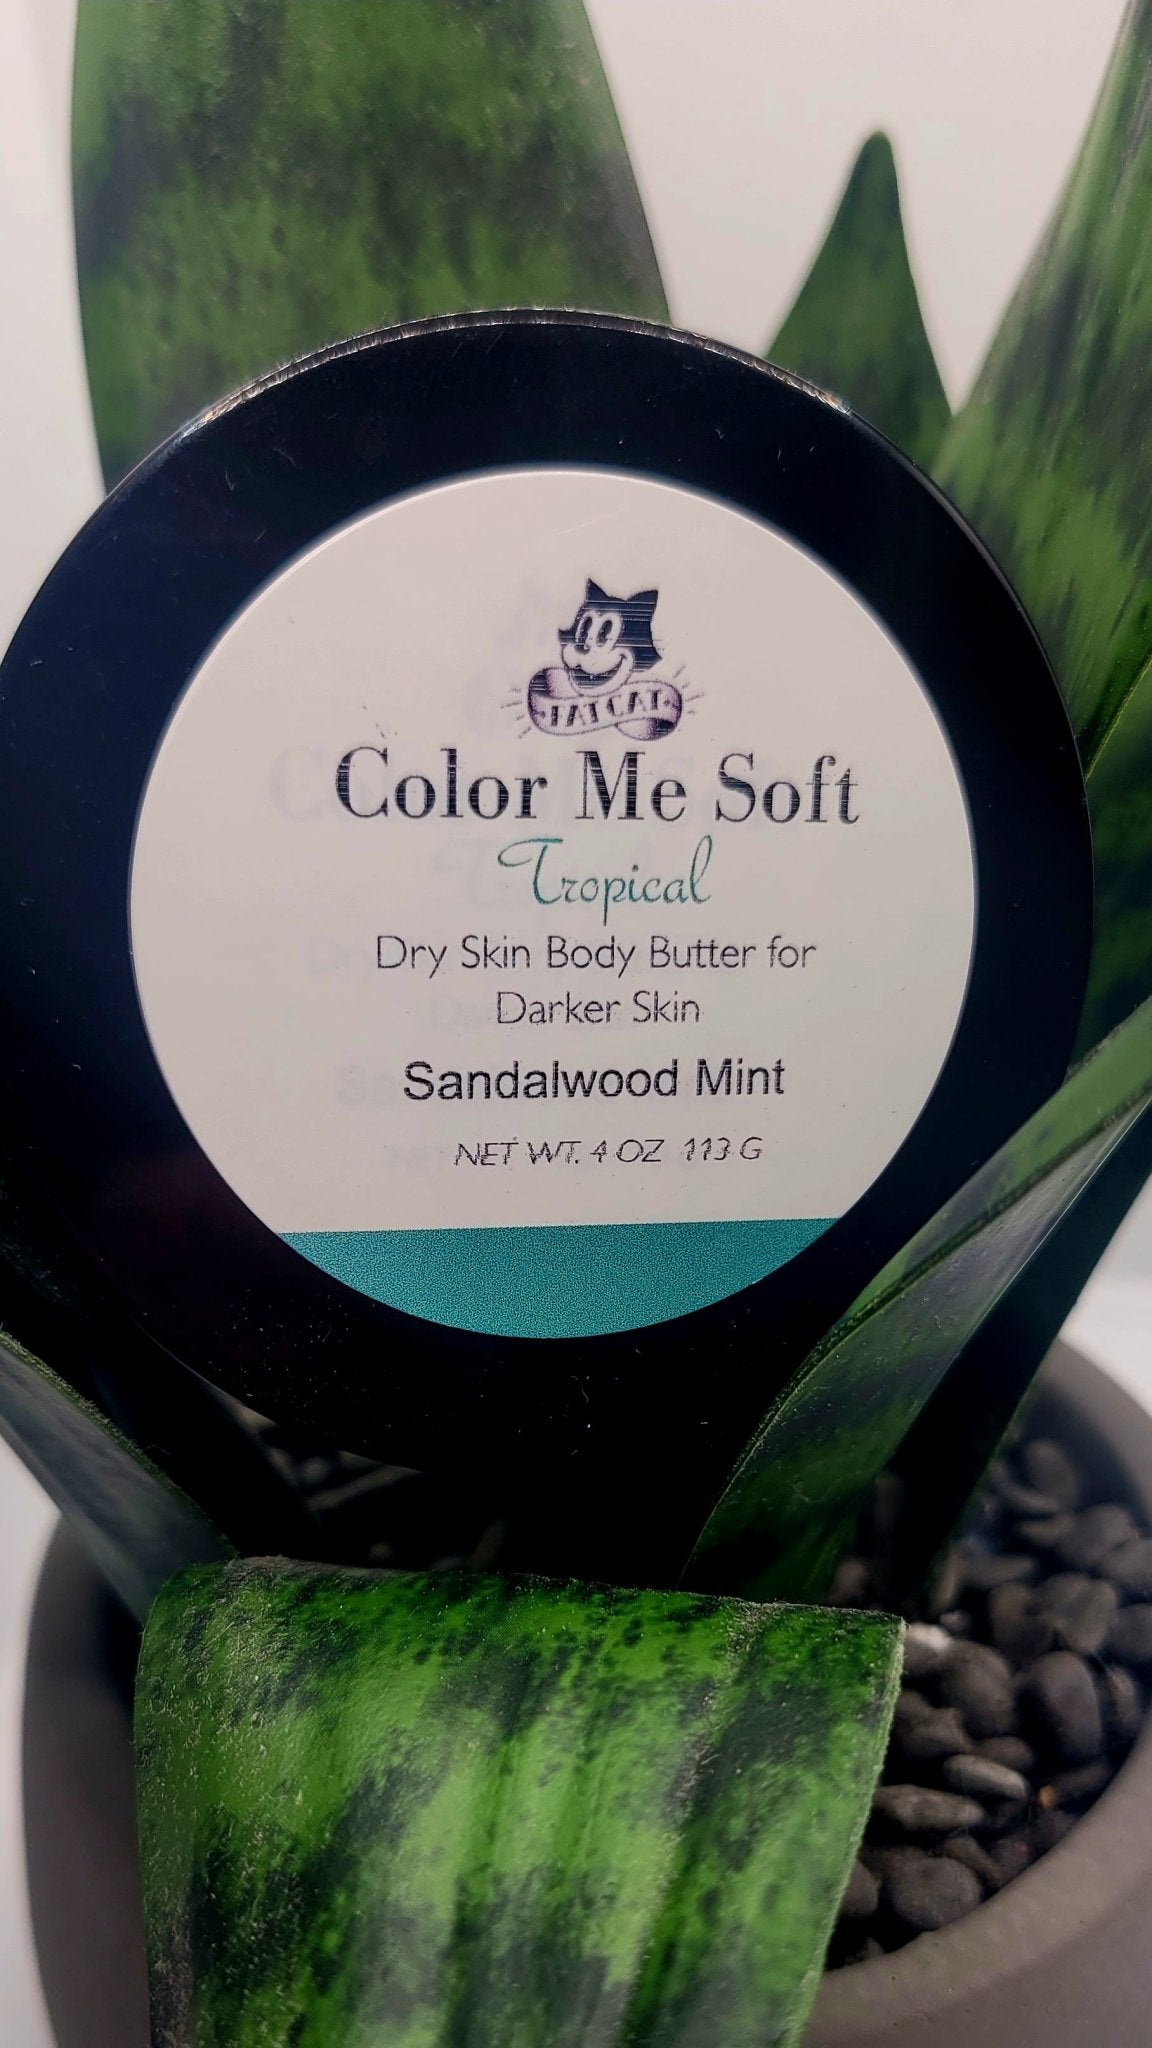 FAT CAT
Color Me Soft
Tropical
Dry Skin Body Butter for
Darker Skin
Sandalwood Mint
NET WT. 4 OZ 113 G